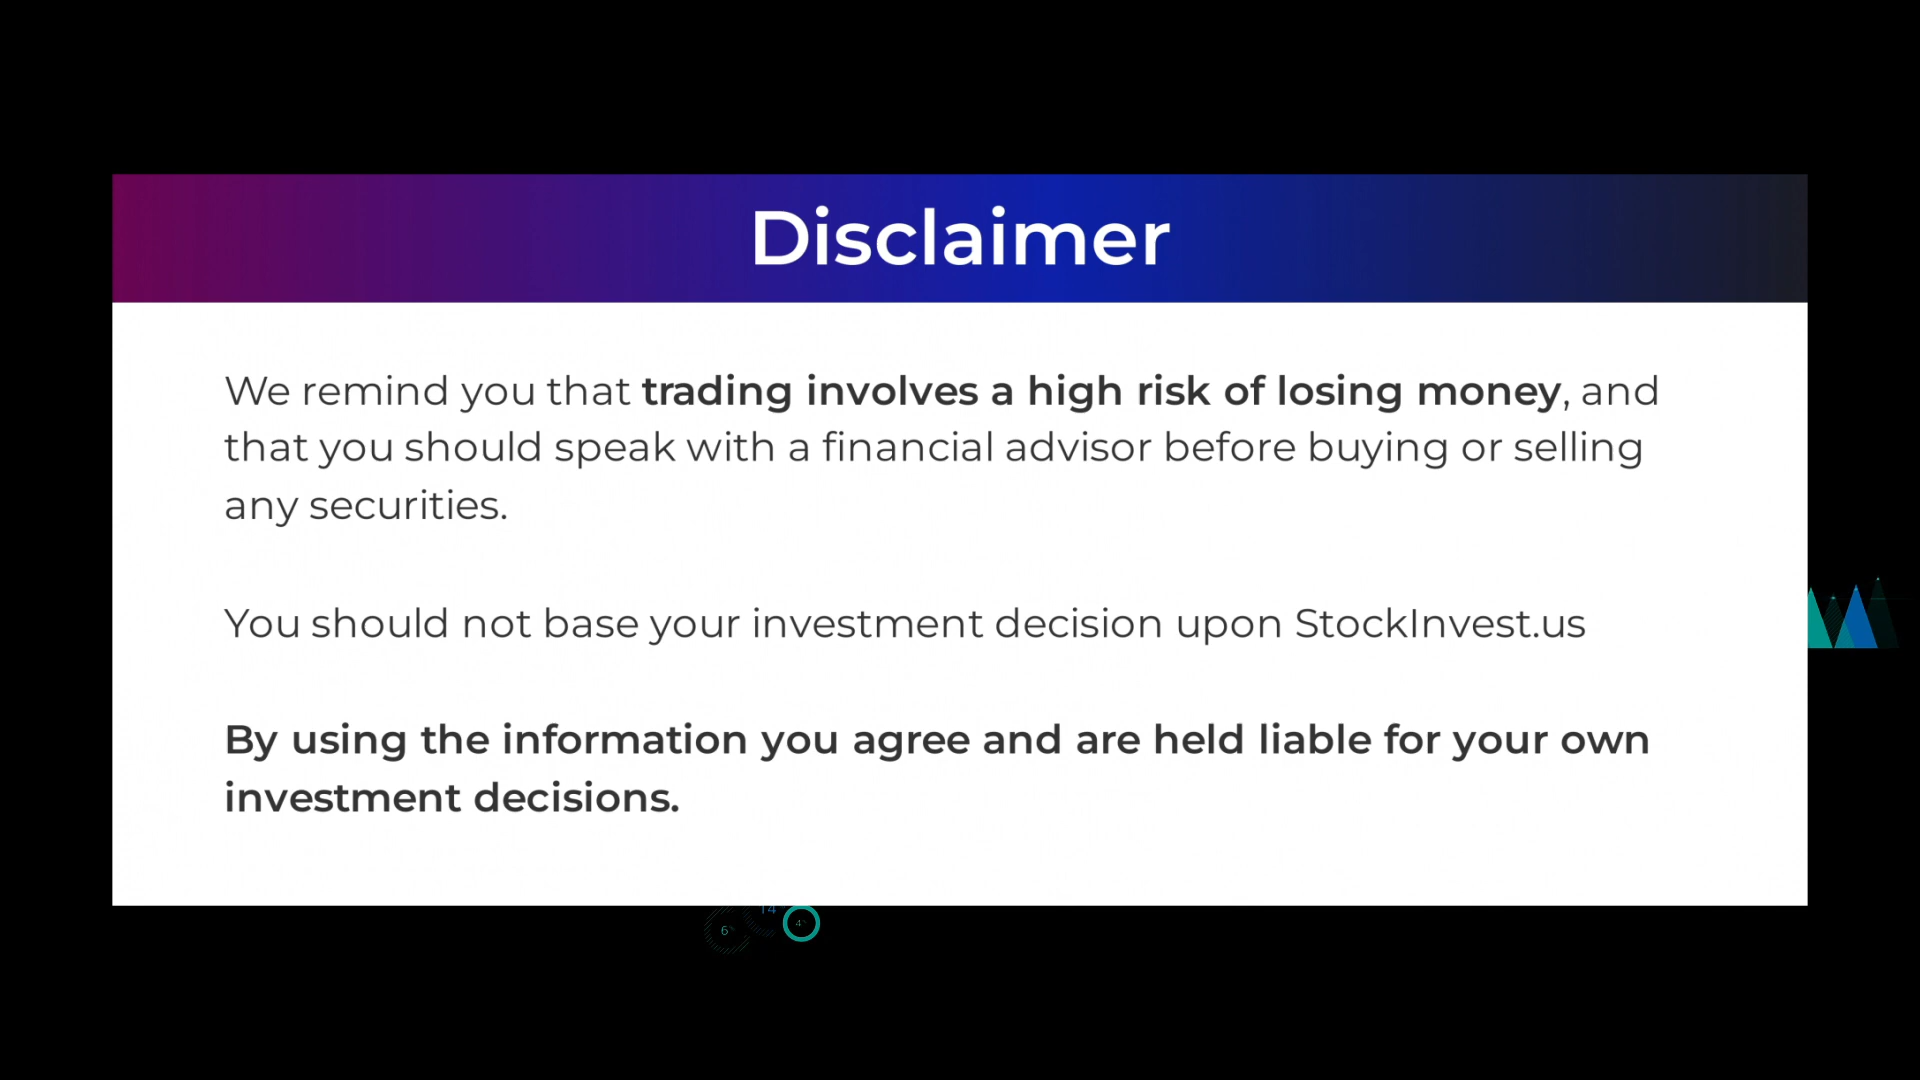 Disclaimer
We remind you that trading involves a high risk of losing money, and
that you should speak with a financial advisor before buying or selling
any securities.
You should not base your investment decision upon StockInvest.us
By using the information you agree and are held liable for your own
investment decisions.
14
6